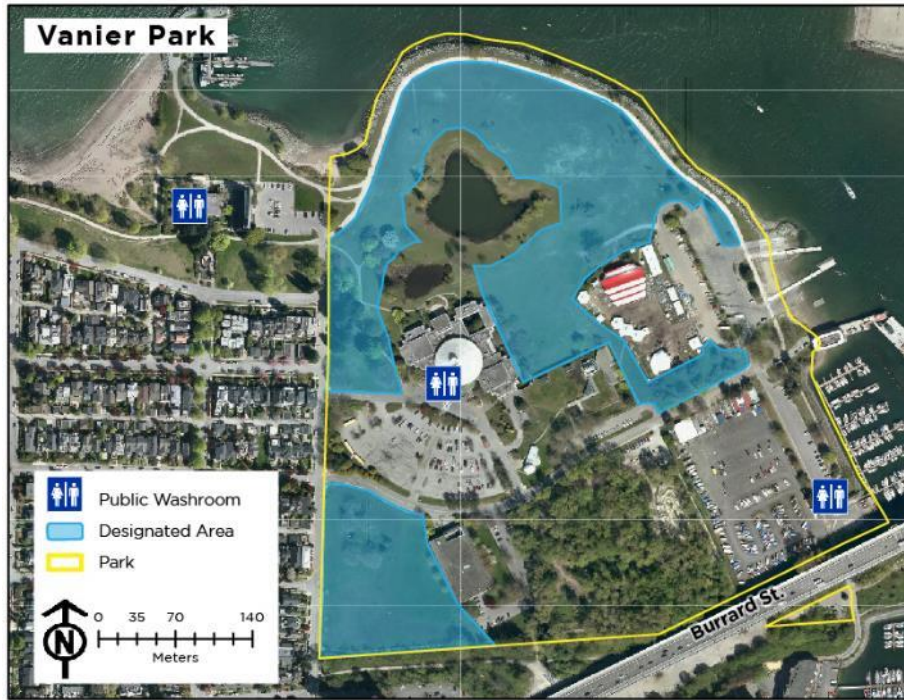 Vanier Park
Public Washroom
Designated Area
Park
N
0 35 70 140
Meters
Burrard St.